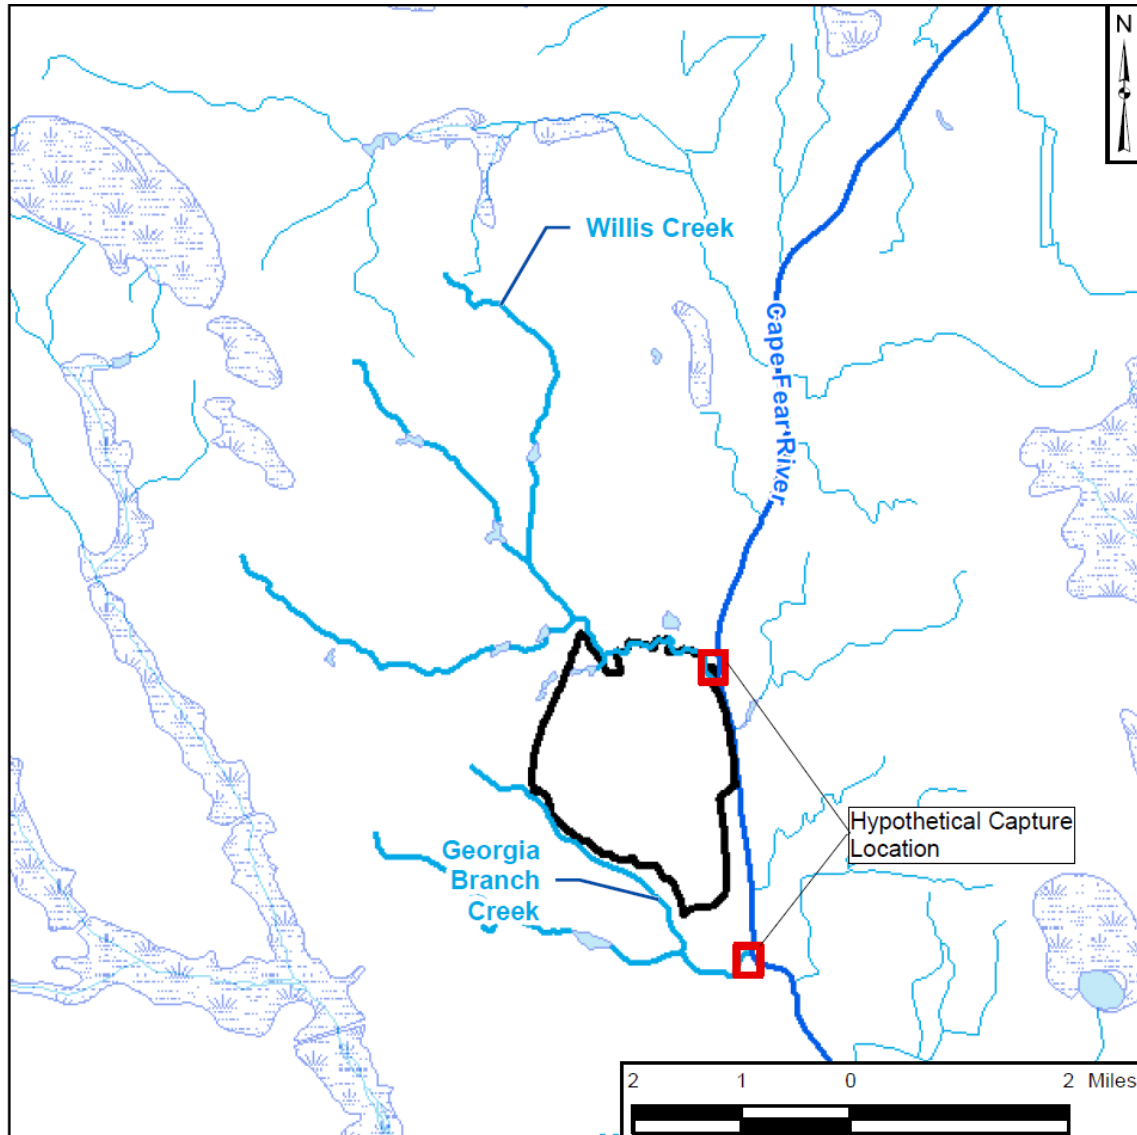 N
Willis Creek
Cape Fear River
Hypothetical Capture
Location
Georgia
Branch
Creek
2 1 0 2 Miles